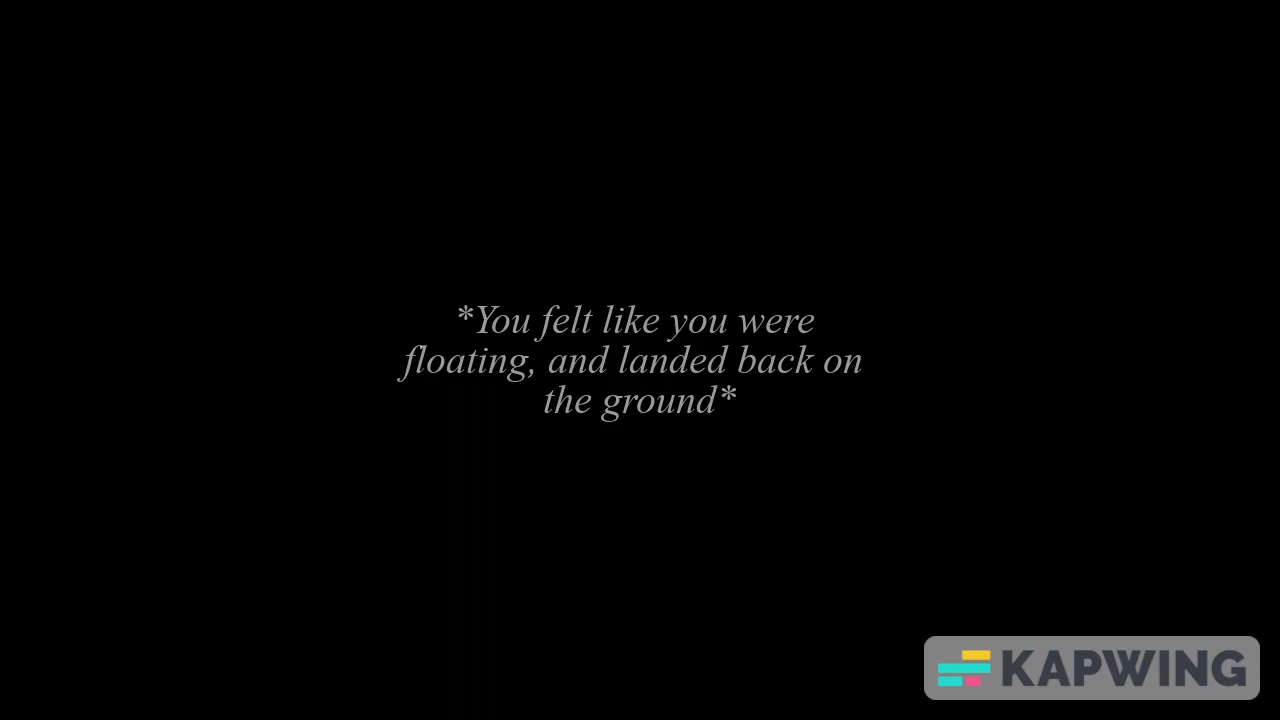 *You felt like you were
floating, and landed back on
the ground*
KAPWING